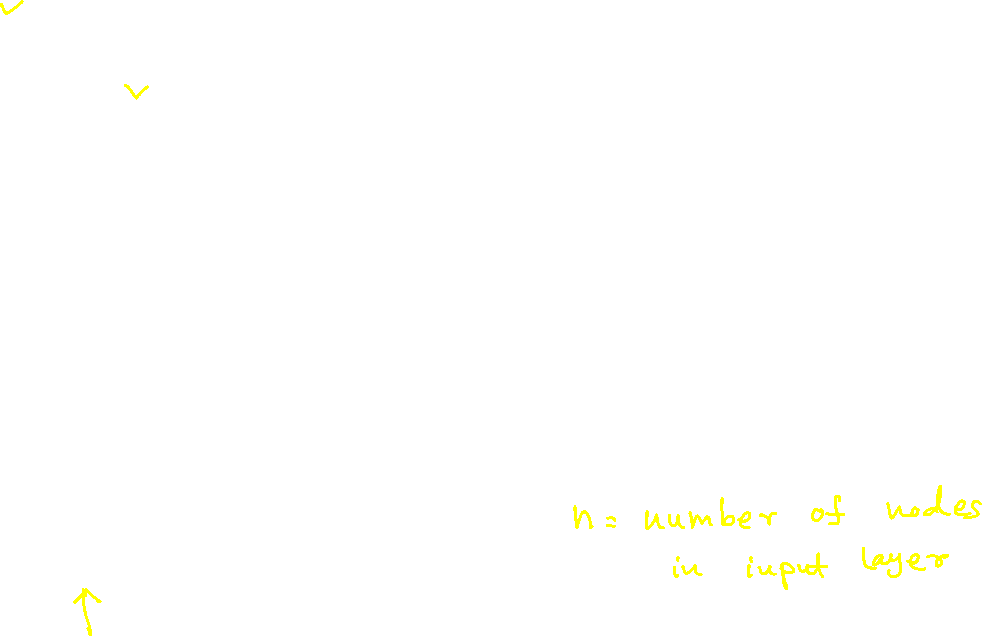 n = number of nodes
in input layer